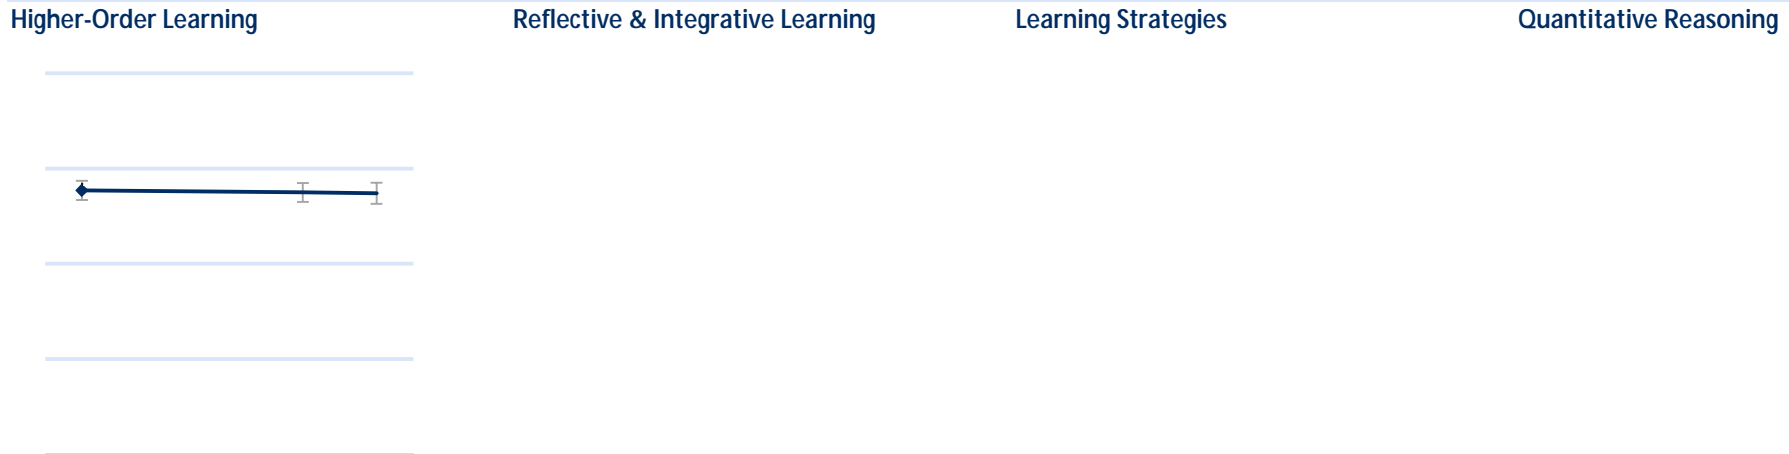 Higher-Order Learning
Reflective & Integrative Learning
Learning Strategies
Quantitative Reasoning